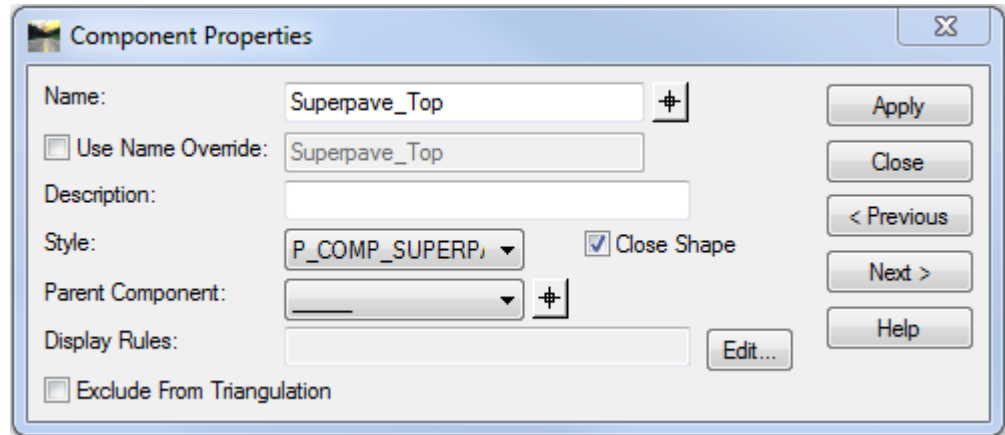 Component Properties
Name:
Superpave_Top
Apply
Use Name Override:
Superpave_Top
Close
Description:
< Previous
Style:
P_COMP_SUPERP
Close Shape
Next >
Parent Component:
_____
Display Rules:
Edit...
Help
Exclude From Triangulation